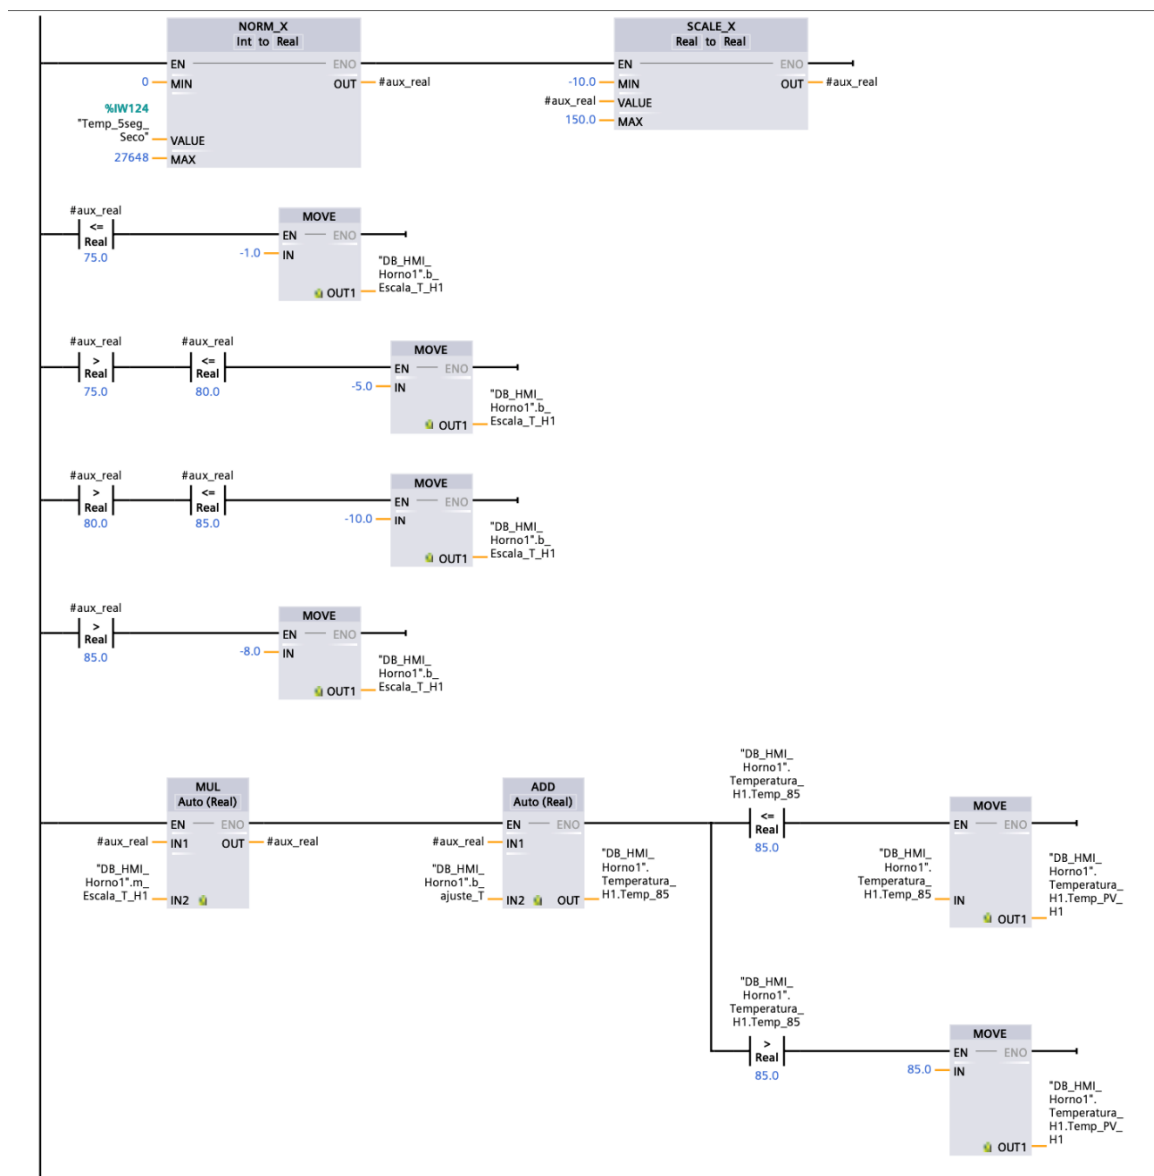 NORM_X
Int to Real
EN
ENO
0
MIN
OUT
#aux_real
%IW124
"Temp_5seg_
Seco"
VALUE
27648
MAX
SCALE_X
Real to Real
EN
ENO
-10.0
MIN
OUT
#aux_real
#aux_real
VALUE
150.0
MAX
#aux_real
<=
Real
75.0
MOVE
EN
ENO
-1.0
IN
OUT1
"DB_HMI_
Horno1".b_
Escala_T_H1
#aux_real
>
Real
75.0
#aux_real
<=
Real
80.0
MOVE
EN
ENO
-5.0
IN
OUT1
"DB_HMI_
Horno1".b_
Escala_T_H1
#aux_real
>
Real
80.0
#aux_real
<=
Real
85.0
MOVE
EN
ENO
-10.0
IN
OUT1
"DB_HMI_
Horno1".b_
Escala_T_H1
#aux_real
>
Real
85.0
MOVE
EN
ENO
-8.0
IN
OUT1
"DB_HMI_
Horno1".b_
Escala_T_H1
MUL
Auto (Real)
EN
ENO
#aux_real
IN1
OUT
#aux_real
"DB_HMI_
Horno1".m_
Escala_T_H1
IN2
ADD
Auto (Real)
EN
ENO
#aux_real
IN1
"DB_HMI_
Horno1".b_
ajuste_T
IN2
OUT
"DB_HMI_
Horno1".
Temperatura_
H1.Temp_85
"DB_HMI_
Horno1".
Temperatura_
H1.Temp_85
<=
Real
85.0
MOVE
EN
ENO
"DB_HMI_
Horno1".
Temperatura_
H1.Temp_85
IN
OUT1
"DB_HMI_
Horno1".
Temperatura_
H1.Temp_PV_
H1
"DB_HMI_
Horno1".
Temperatura_
H1.Temp_85
>
Real
85.0
MOVE
EN
ENO
85.0
IN
OUT1
"DB_HMI_
Horno1".
Temperatura_
H1.Temp_PV_
H1